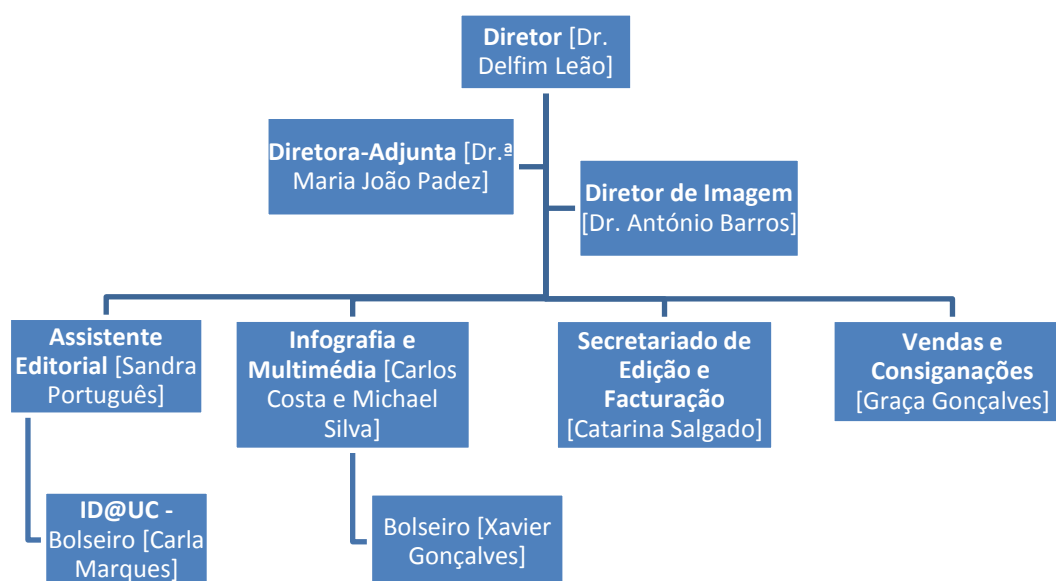 Diretor [Dr.
Delfim Leão]
Diretora-Adjunta [Dr.ª
Maria João Padez]
Diretor de Imagem
[Dr. António Barros]
Assistente
Editorial [Sandra
Português]
Infografia e
Multimédia [Carlos
Costa e Michael
Silva]
Secretariado de
Edição e
Facturação
[Catarina Salgado]
Vendas e
Consiganações
[Graça Gonçalves]
ID@UC -
Bolseiro [Carla
Marques]
Bolseiro [Xavier
Gonçalves]